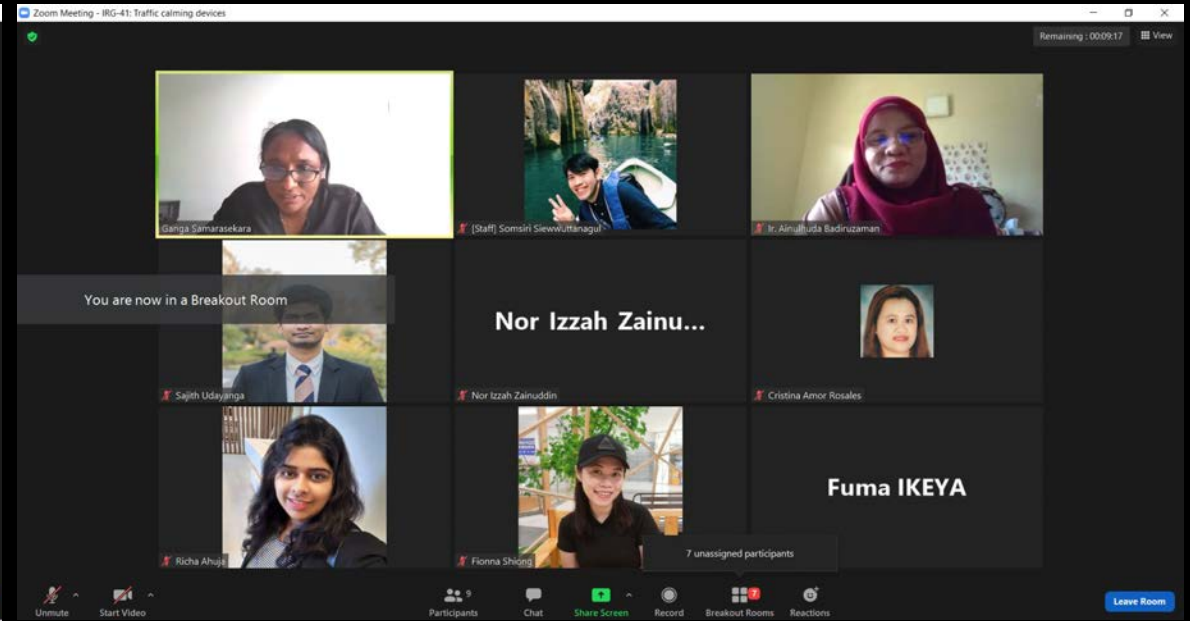 Zoom Meeting - IRG-41: Traffic calming devices
Remaining : 00:09:17
View
Ganga Samarasekara
[Staff] Somsiri Siewwuttanagul
Ir. Ainulhuda Badiruzaman
You are now in a Breakout Room
Nor Izzah Zainu...
Sajith Udayanga
Nor Izzah Zainuddin
Cristina Amor Rosales
Fuma IKEYA
Richa Ahuja
Fionna Shiong
7 unassigned participants
9
7
Unmute
Start Video
Participants
Chat
Share Screen
Record
Breakout Rooms
Reactions
Leave Room